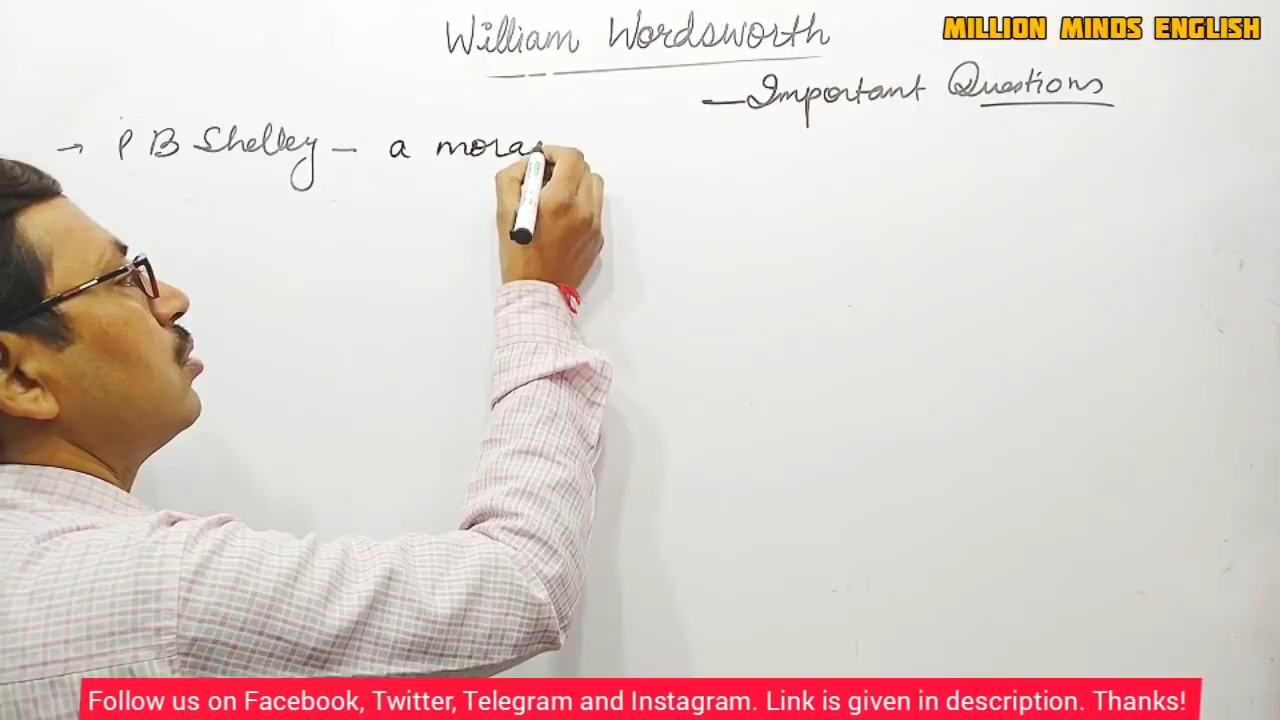 William Wordsworth
MILLION MINDS ENGLISH
— Important Questions
→ P B Shelley — a mora
Follow us on Facebook, Twitter, Telegram and Instagram. Link is given in description. Thanks!